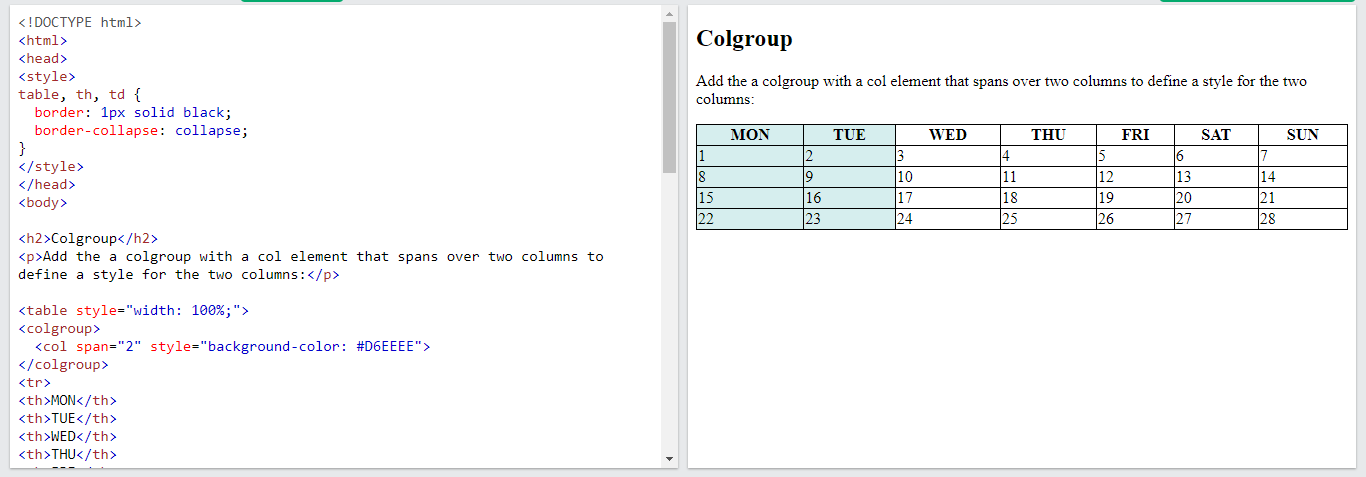 <!DOCTYPE html>
<html>
<head>
<style>
table, th, td {
  border: 1px solid black;
  border-collapse: collapse;
}
</style>
</head>
<body>

<h2>Colgroup</h2>
<p>Add the a colgroup with a col element that spans over two columns to
define a style for the two columns:</p>

<table style="width: 100%;">
<colgroup>
  <col span="2" style="background-color: #D6EEEE">
</colgroup>
<tr>
<th>MON</th>
<th>TUE</th>
<th>WED</th>
<th>THU</th>
Colgroup
Add the a colgroup with a col element that spans over two columns to define a style for the two
columns:
MON TUE WED THU FRI SAT SUN
1 2 3 4 5 6 7
8 9 10 11 12 13 14
15 16 17 18 19 20 21
22 23 24 25 26 27 28